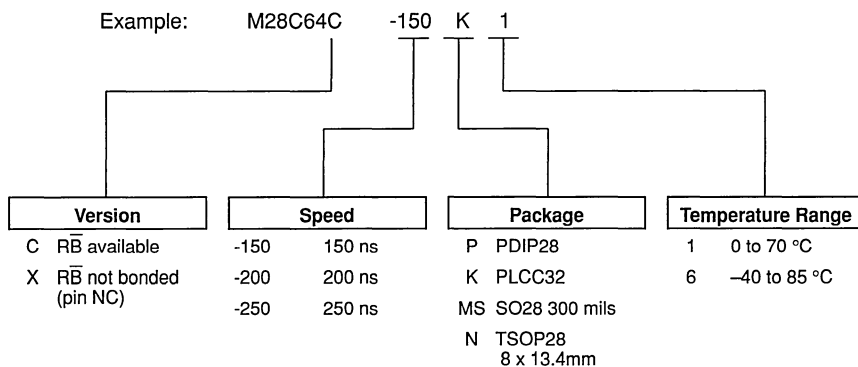 Example: M28C64C -150 K 1
Version Speed Package Temperature Range
C RB̅ available -150 150 ns P PDIP28 1 0 to 70 °C
X RB̅ not bonded -200 200 ns K PLCC32 6 –40 to 85 °C
(pin NC)
-250 250 ns MS SO28 300 mils
N TSOP28
8 x 13.4mm